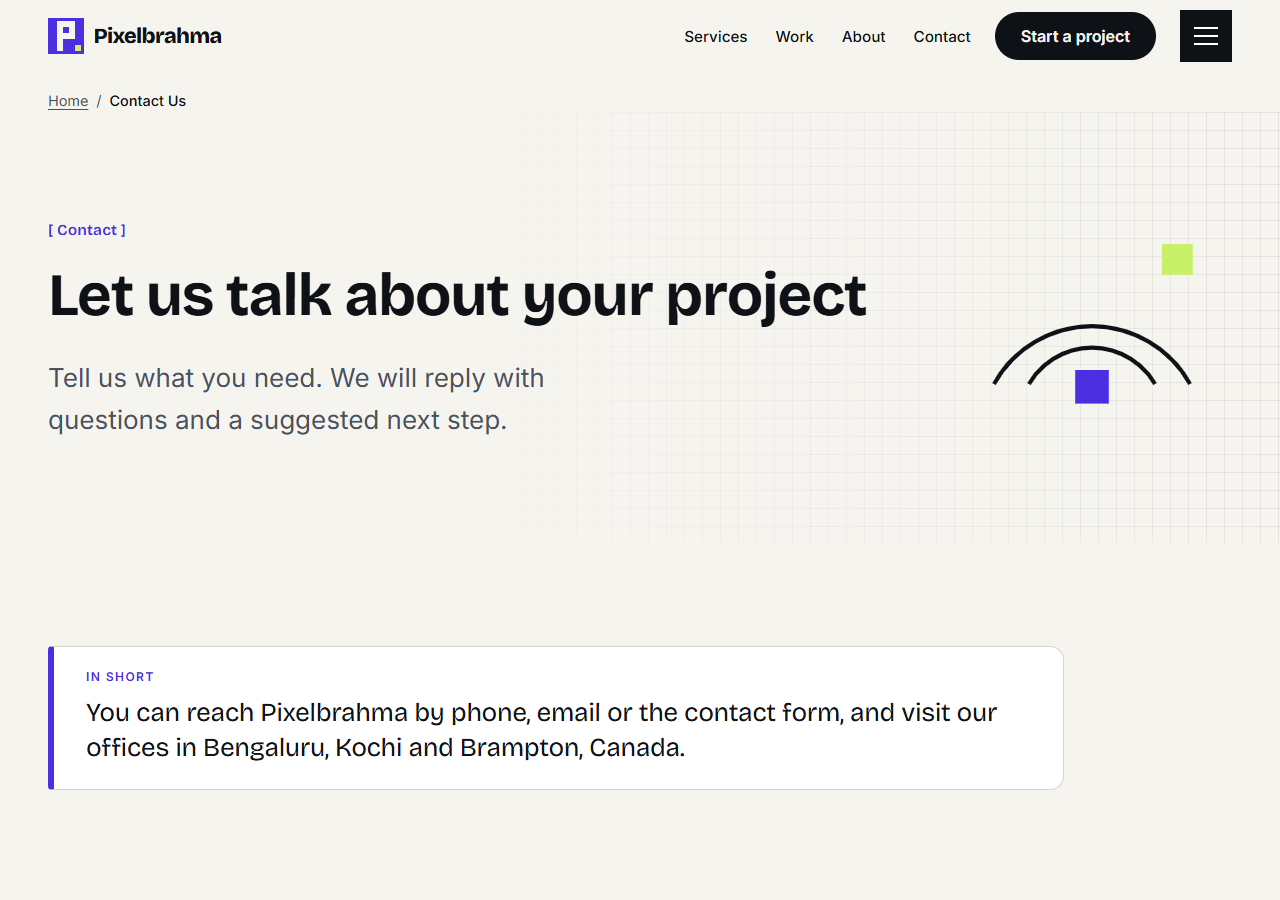 Pixelbrahma
Services
Work
About
Contact
Start a project
Home / Contact Us
[ Contact ]
Let us talk about your project
Tell us what you need. We will reply with
questions and a suggested next step.
IN SHORT
You can reach Pixelbrahma by phone, email or the contact form, and visit our
offices in Bengaluru, Kochi and Brampton, Canada.